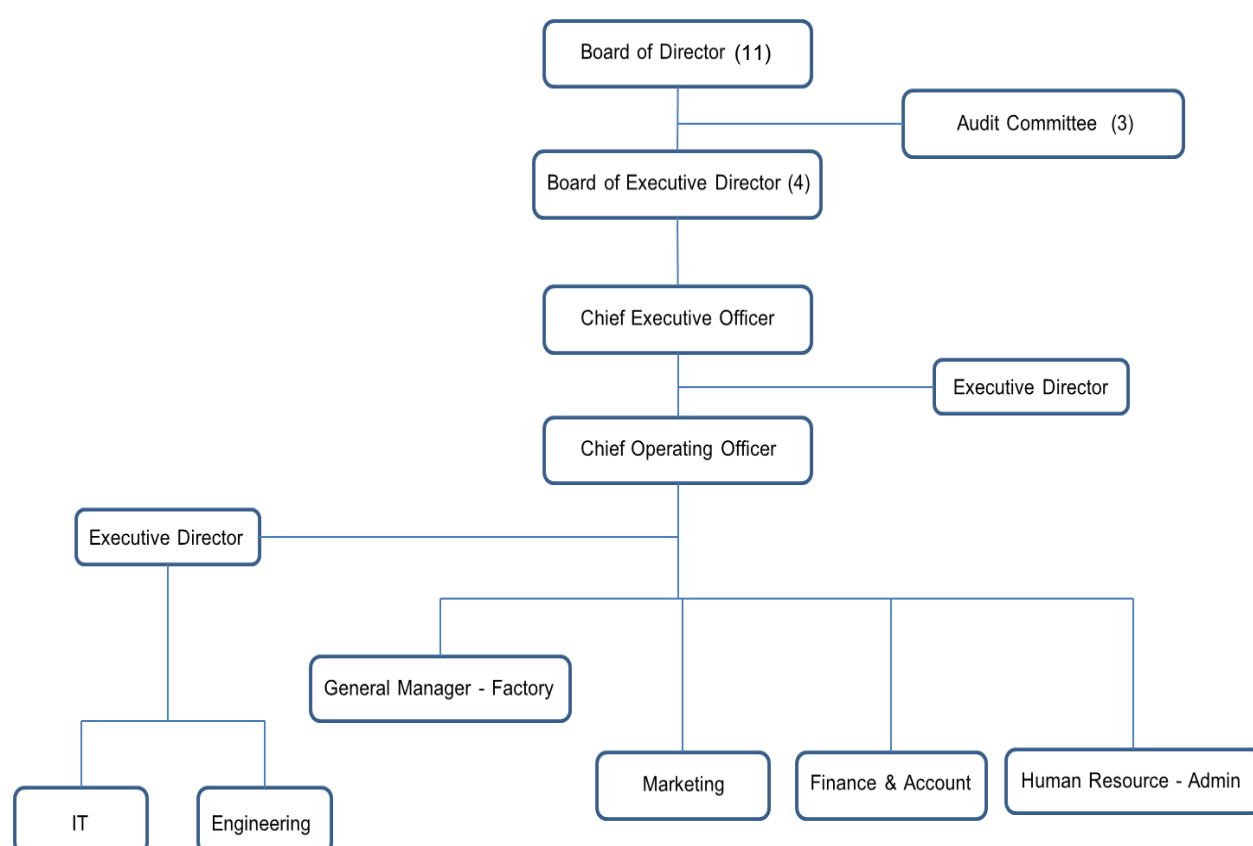 Board of Director (11)
Audit Committee (3)
Board of Executive Director (4)
Chief Executive Officer
Executive Director
Chief Operating Officer
Executive Director
General Manager - Factory
Marketing
Finance & Account
Human Resource - Admin
IT
Engineering